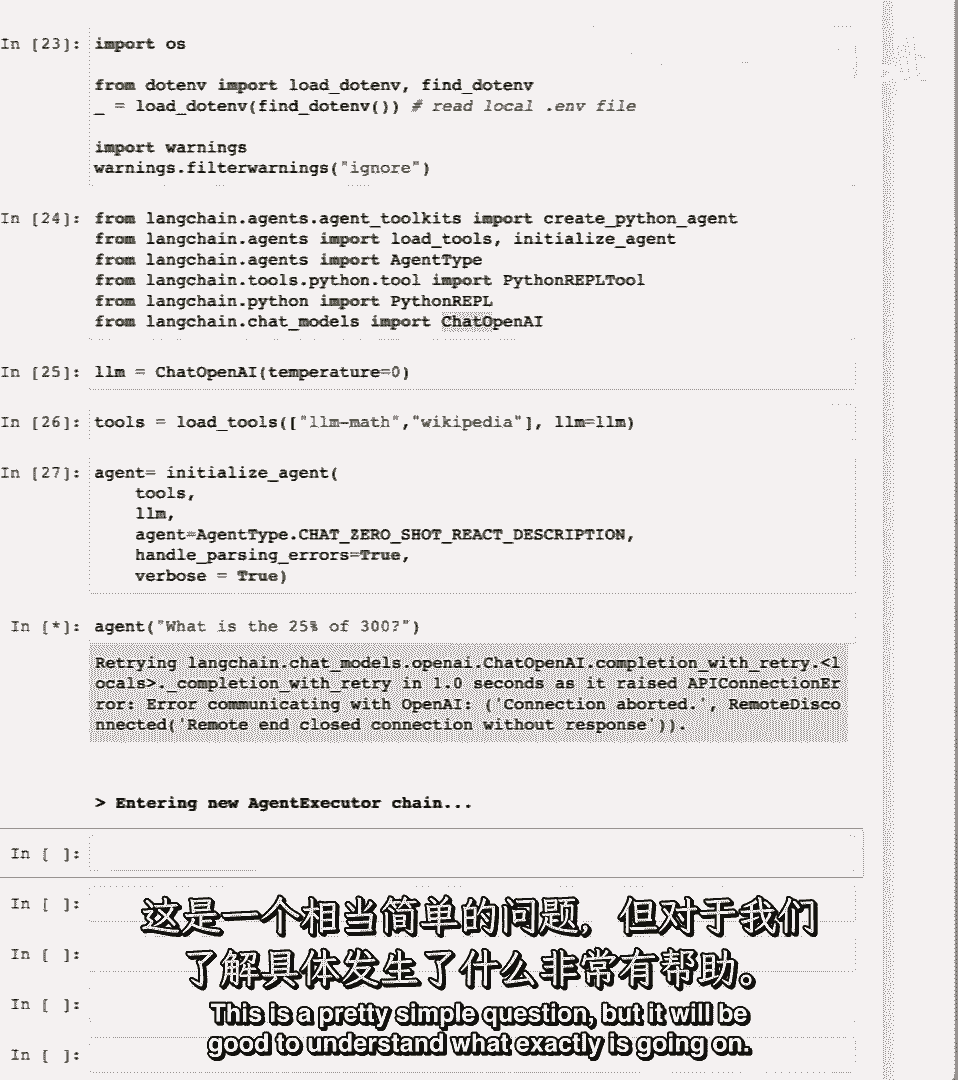 In [23]: import os
from dotenv import load_dotenv, find_dotenv
_ = load_dotenv(find_dotenv()) # read local .env file
import warnings
warnings.filterwarnings("ignore")
In [24]: from langchain.agents.agent_toolkits import create_python_agent
from langchain.agents import load_tools, initialize_agent
from langchain.agents import AgentType
from langchain.tools.python.tool import PythonREPLTool
from langchain.python import PythonREPL
from langchain.chat_models import ChatOpenAI
In [25]: llm = ChatOpenAI(temperature=0)
In [26]: tools = load_tools(["llm-math","wikipedia"], llm=llm)
In [27]: agent= initialize_agent(
tools,
llm,
agent=AgentType.CHAT_ZERO_SHOT_REACT_DESCRIPTION,
handle_parsing_errors=True,
verbose = True)
In [*]: agent("What is the 25% of 300?")
Retrying langchain.chat_models.openai.ChatOpenAI.completion_with_retry.<l
ocals>._completion_with_retry in 1.0 seconds as it raised APIConnectionEr
ror: Error communicating with OpenAI: ('Connection aborted.', RemoteDisco
nnected('Remote end closed connection without response')).
> Entering new AgentExecutor chain...
In [ ]:
In [ ]:
这是一个相当简单的问题，但对于我们
In [ ]:
了解具体发生了什么非常有帮助。
In [ ]:
This is a pretty simple question, but it will be
good to understand what exactly is going on.
In [ ]: